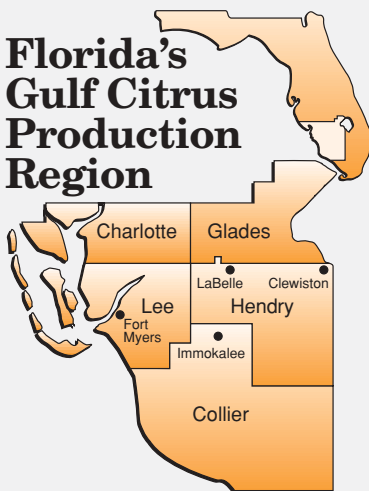 Florida's
Gulf Citrus
Production
Region
Charlotte
Glades
LaBelle
Clewiston
Lee
Hendry
Fort
Myers
Immokalee
Collier